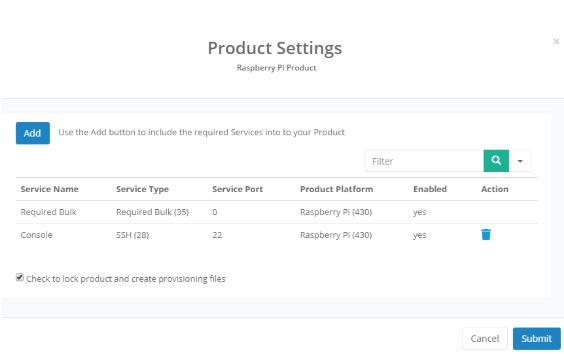 Product Settings
×
Raspberry Pi Product
Add Use the Add button to include the required Services into to your Product
Filter
Service Name Service Type Service Port Product Platform Enabled Action
Required Bulk Required Bulk (35) 0 Raspberry Pi (430) yes
Console SSH (28) 22 Raspberry Pi (430) yes
Check to lock product and create provisioning files
Cancel Submit